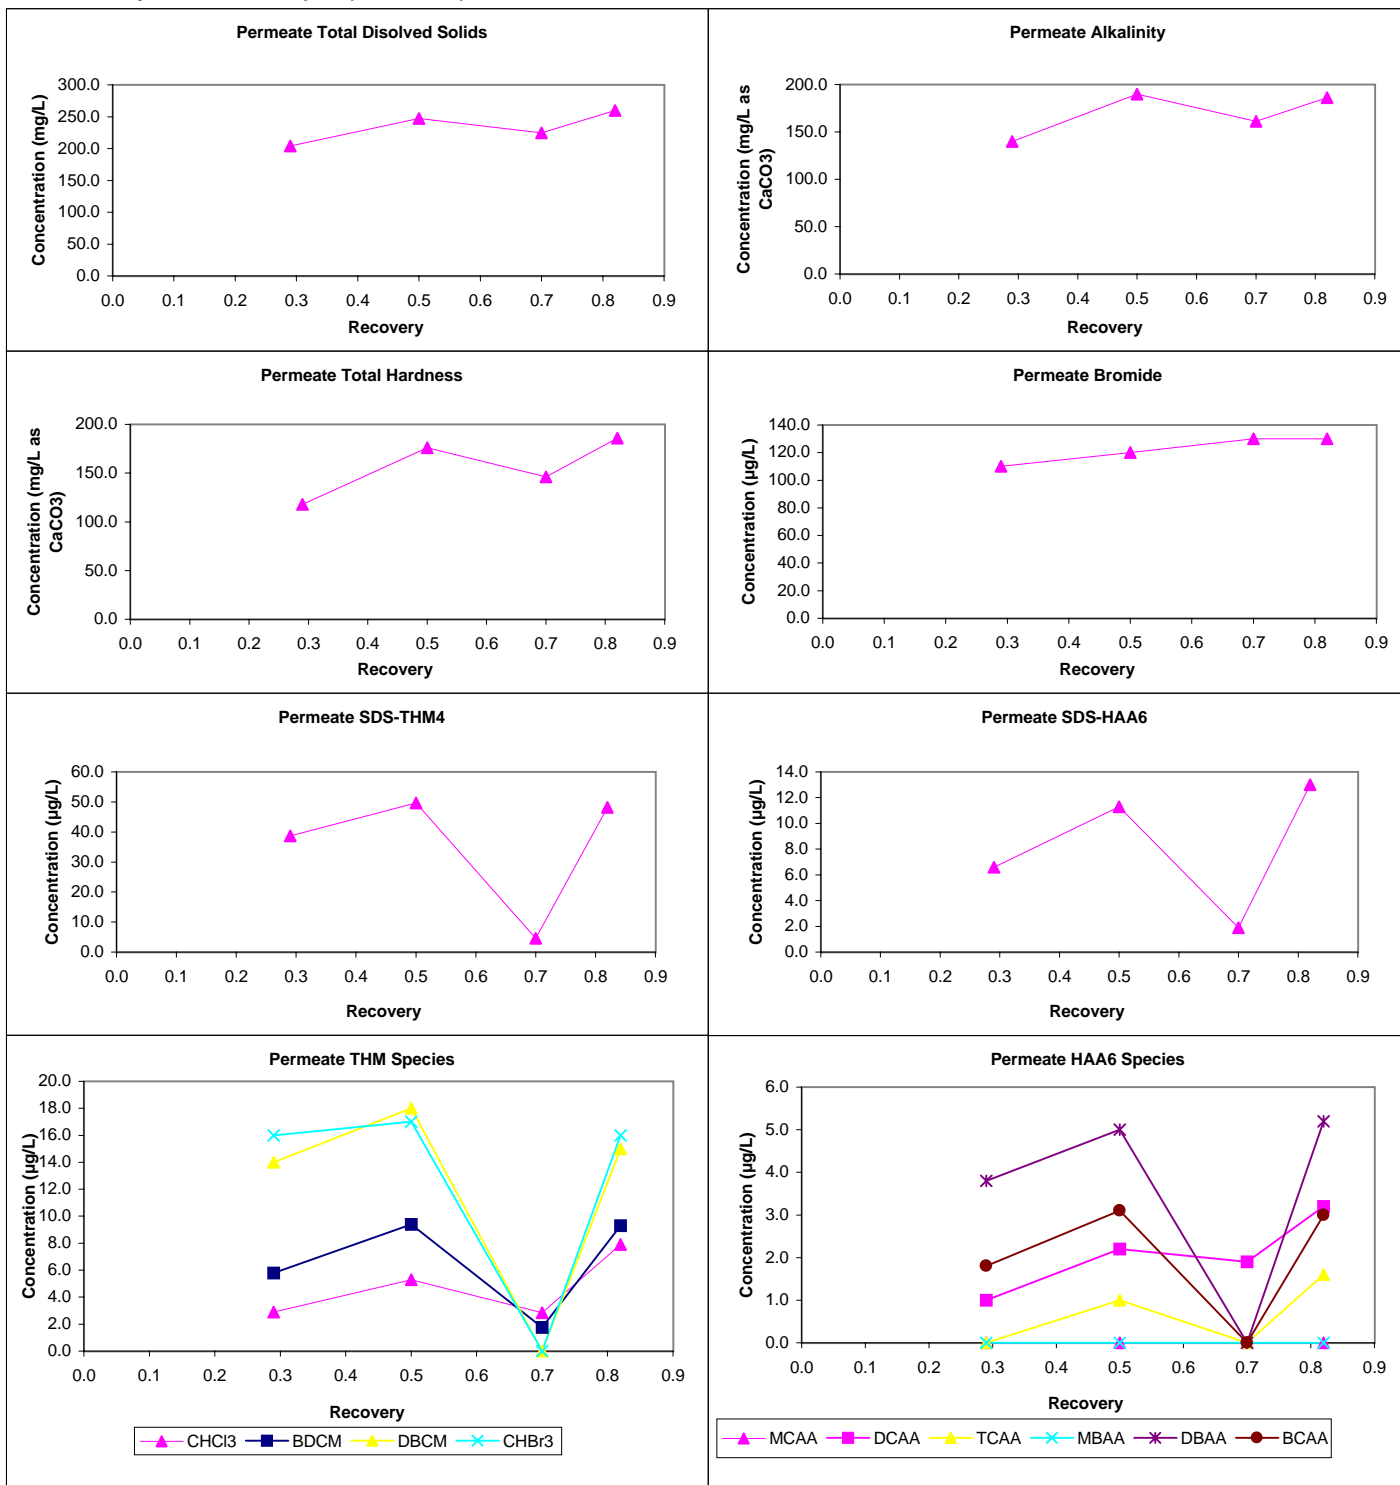 Permeate Total Disolved Solids
Concentration (mg/L)
300.0
250.0
200.0
150.0
100.0
50.0
0.0
0.0 0.1 0.2 0.3 0.4 0.5 0.6 0.7 0.8 0.9
Recovery
Permeate Alkalinity
Concentration (mg/L as
CaCO3)
200.0
150.0
100.0
50.0
0.0
0.0 0.1 0.2 0.3 0.4 0.5 0.6 0.7 0.8 0.9
Recovery
Permeate Total Hardness
Concentration (mg/L as
CaCO3)
200.0
150.0
100.0
50.0
0.0
0.0 0.1 0.2 0.3 0.4 0.5 0.6 0.7 0.8 0.9
Recovery
Permeate Bromide
Concentration (µg/L)
140.0
120.0
100.0
80.0
60.0
40.0
20.0
0.0
0.0 0.1 0.2 0.3 0.4 0.5 0.6 0.7 0.8 0.9
Recovery
Permeate SDS-THM4
Concentration (µg/L)
60.0
50.0
40.0
30.0
20.0
10.0
0.0
0.0 0.1 0.2 0.3 0.4 0.5 0.6 0.7 0.8 0.9
Recovery
Permeate SDS-HAA6
Concentration (µg/L)
14.0
12.0
10.0
8.0
6.0
4.0
2.0
0.0
0.0 0.1 0.2 0.3 0.4 0.5 0.6 0.7 0.8 0.9
Recovery
Permeate THM Species
Concentration (µg/L)
20.0
18.0
16.0
14.0
12.0
10.0
8.0
6.0
4.0
2.0
0.0
0.0 0.1 0.2 0.3 0.4 0.5 0.6 0.7 0.8 0.9
Recovery
CHCl3 BDCM DBCM CHBr3
Permeate HAA6 Species
Concentration (µg/L)
6.0
5.0
4.0
3.0
2.0
1.0
0.0
0.0 0.1 0.2 0.3 0.4 0.5 0.6 0.7 0.8 0.9
Recovery
MCAA DCAA TCAA MBAA DBAA BCAA